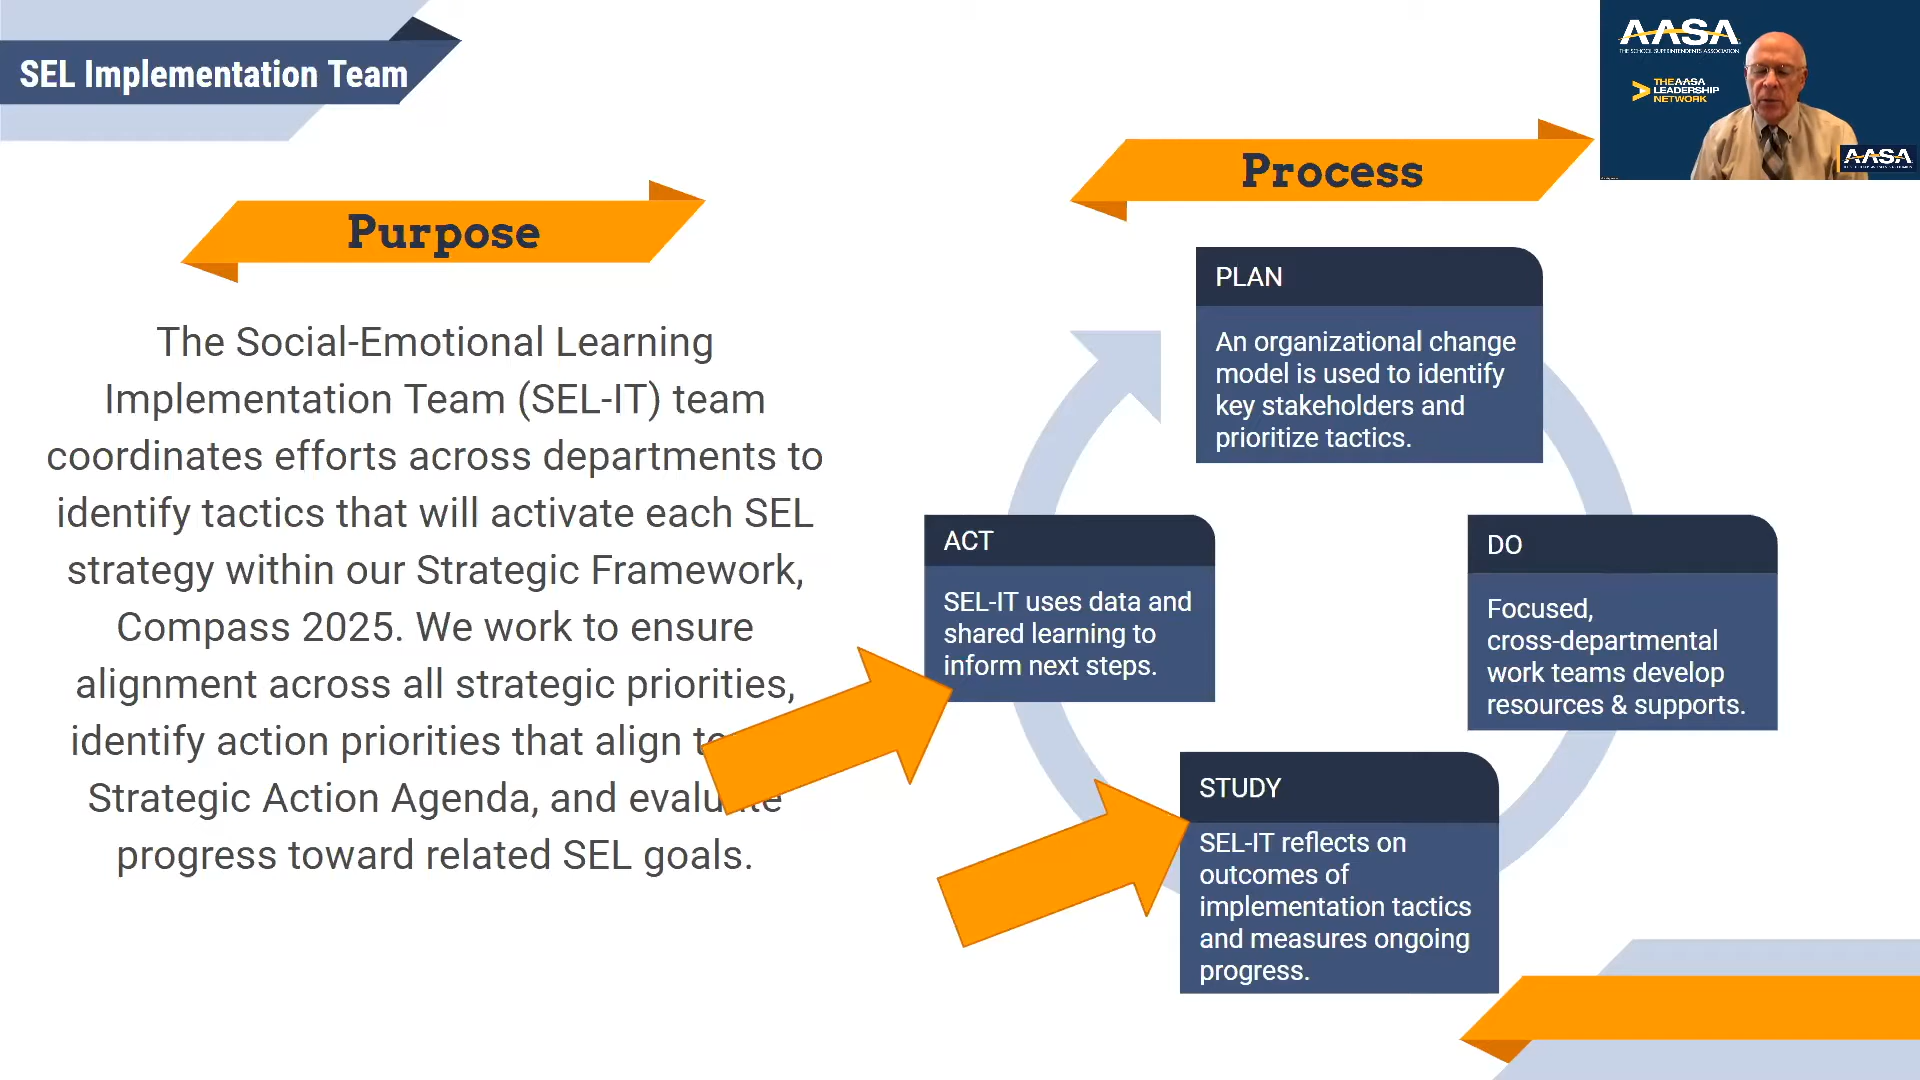 SEL Implementation Team
Purpose
The Social-Emotional Learning
Implementation Team (SEL-IT) team
coordinates efforts across departments to
identify tactics that will activate each SEL
strategy within our Strategic Framework,
Compass 2025. We work to ensure
alignment across all strategic priorities,
identify action priorities that align
Strategic Action Agenda, and evaluate
progress toward related SEL goals.
Process
PLAN
An organizational change
model is used to identify
key stakeholders and
prioritize tactics.
DO
Focused,
cross-departmental
work teams develop
resources & supports.
STUDY
SEL-IT reflects on
outcomes of
implementation tactics
and measures ongoing
progress.
ACT
SEL-IT uses data and
shared learning to
inform next steps.
AASA
THE SCHOOL SUPERINTENDENTS ASSOCIATION
THE AASA
LEADERSHIP
NETWORK
AASA